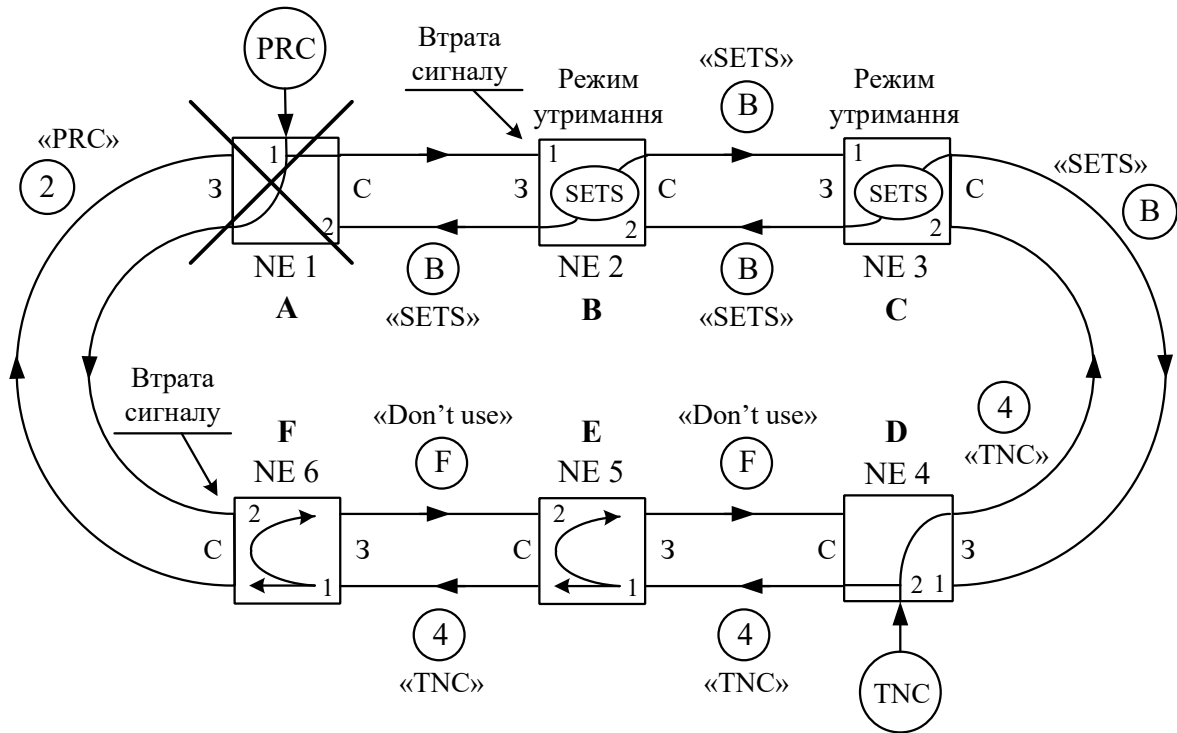 PRC
Втрата
сигналу
«SETS»
B
Режим
утримання
Режим
утримання
«PRC»
2
1
З
С
2
1
З
SETS
С
2
1
З
SETS
С
2
«SETS»
B
NE 1
A
B
«SETS»
NE 2
B
B
«SETS»
NE 3
C
Втрата
сигналу
F
NE 6
«Don’t use»
F
E
NE 5
«Don’t use»
F
D
NE 4
4
«TNC»
С
2
1
З
С
2
1
З
С
2
1
З
4
«TNC»
4
«TNC»
TNC